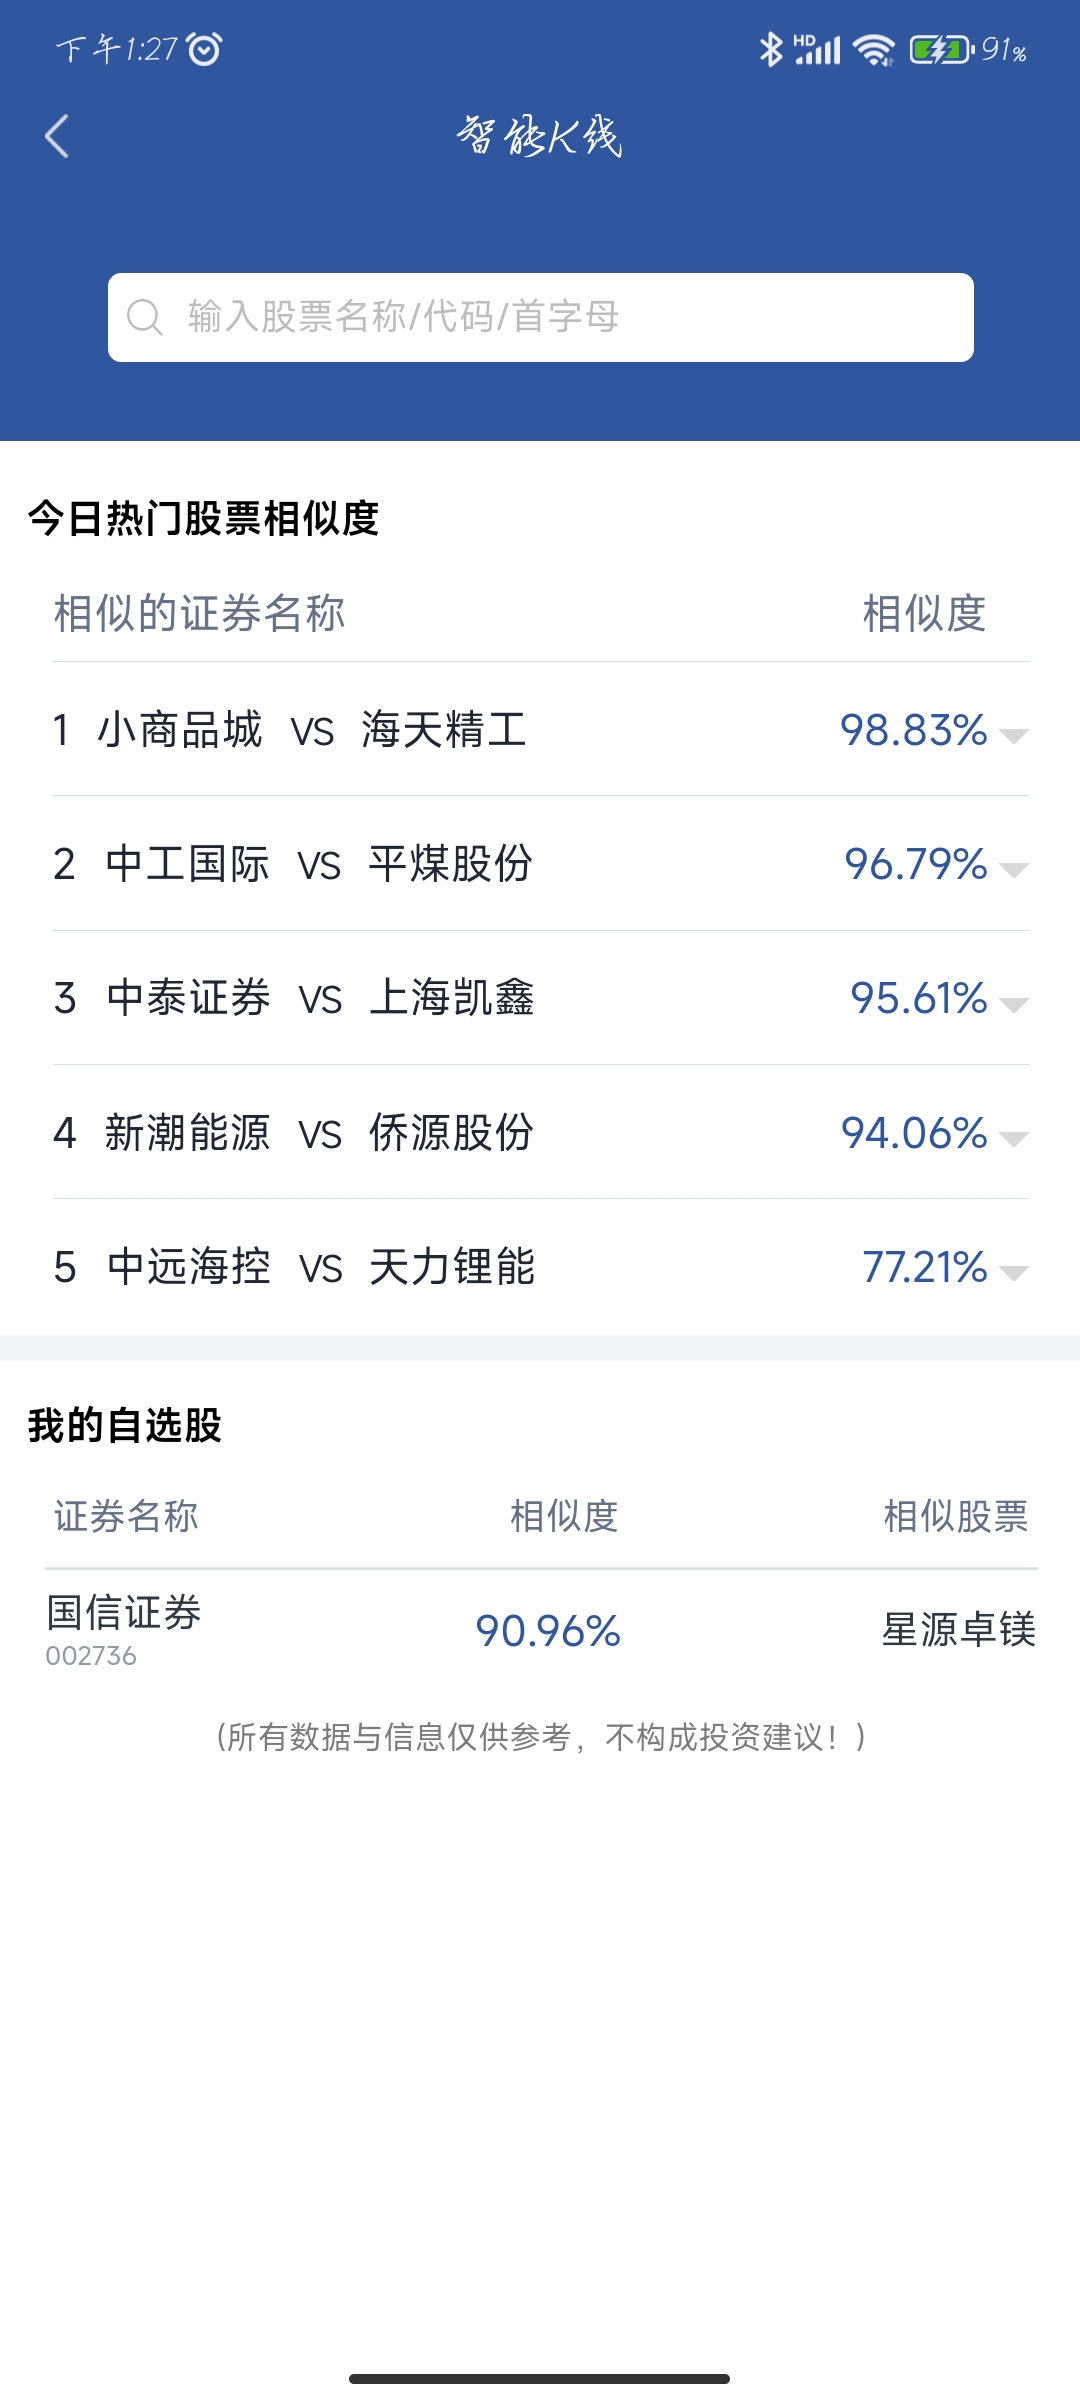 下午1:27 HD 91%
智能K线
输入股票名称/代码/首字母
今日热门股票相似度
相似的证券名称 相似度
1 小商品城 VS 海天精工 98.83%
2 中工国际 VS 平煤股份 96.79%
3 中泰证券 VS 上海凯鑫 95.61%
4 新潮能源 VS 侨源股份 94.06%
5 中远海控 VS 天力锂能 77.21%
我的自选股
证券名称 相似度 相似股票
国信证券 90.96% 星源卓镁
002736
(所有数据与信息仅供参考，不构成投资建议！)